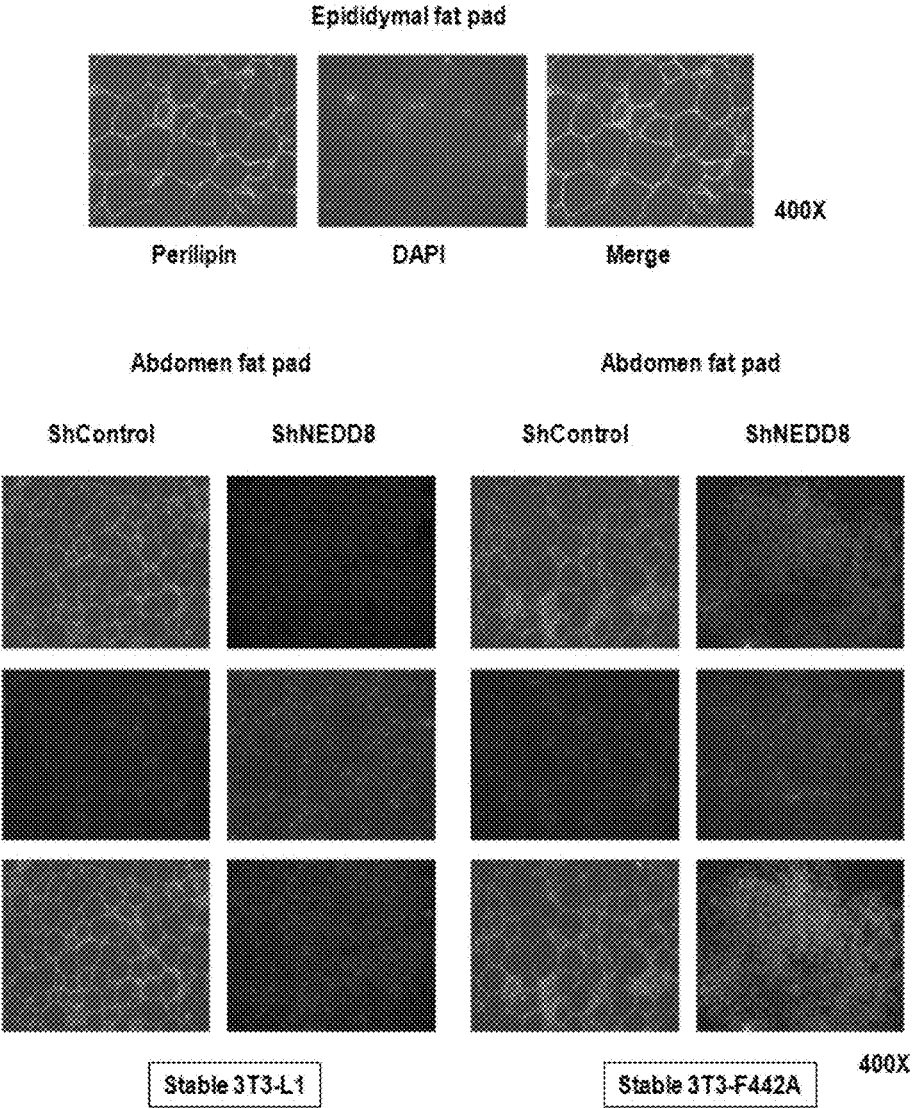 Epididymal fat pad
400X
Perilipin DAPI Merge
Abdomen fat pad Abdomen fat pad
ShControl ShNEDD8 ShControl ShNEDD8
400X
Stable 3T3-L1 Stable 3T3-F442A